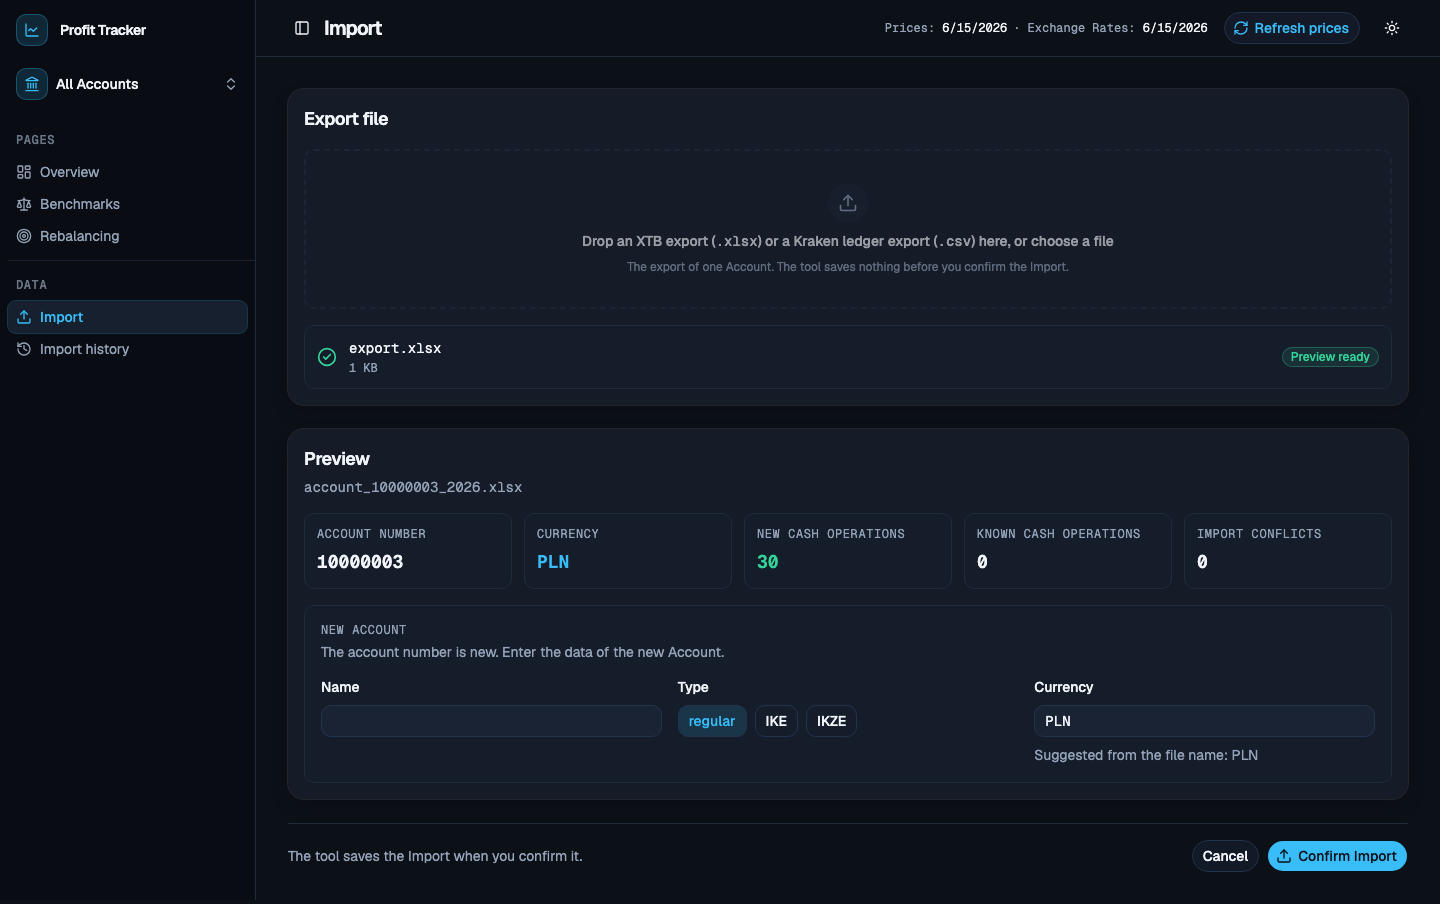 Profit Tracker
All Accounts
PAGES
Overview
Benchmarks
Rebalancing
DATA
Import
Import history
Import
Prices: 6/15/2026 · Exchange Rates: 6/15/2026
Refresh prices
Export file
Drop an XTB export (.xlsx) or a Kraken ledger export (.csv) here, or choose a file
The export of one Account. The tool saves nothing before you confirm the Import.
export.xlsx
1 KB
Preview ready
Preview
account_10000003_2026.xlsx
ACCOUNT NUMBER
10000003
CURRENCY
PLN
NEW CASH OPERATIONS
30
KNOWN CASH OPERATIONS
0
IMPORT CONFLICTS
0
NEW ACCOUNT
The account number is new. Enter the data of the new Account.
Name
Type
regular
IKE
IKZE
Currency
PLN
Suggested from the file name: PLN
The tool saves the Import when you confirm it.
Cancel
Confirm Import